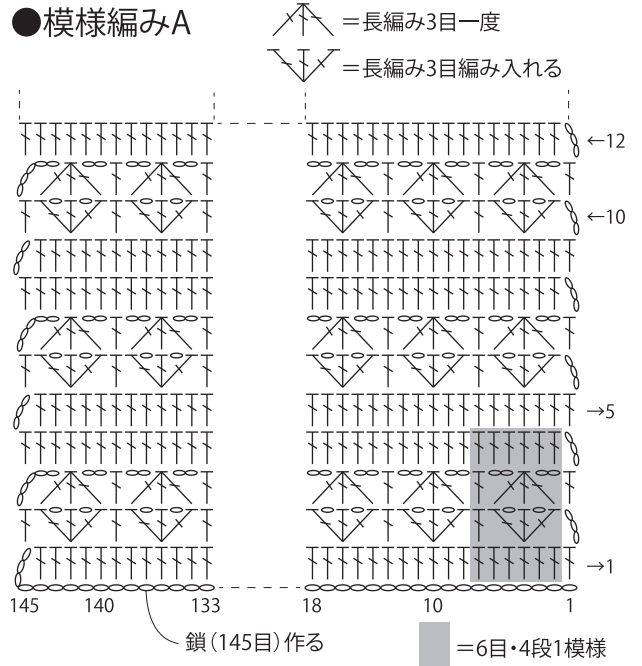 ●模様編みA
=長編み3目一度
=長編み3目編み入れる
←12
←10
→5
→1
145 140 133 18 10 1
鎖(145目)作る
=6目・4段1模様